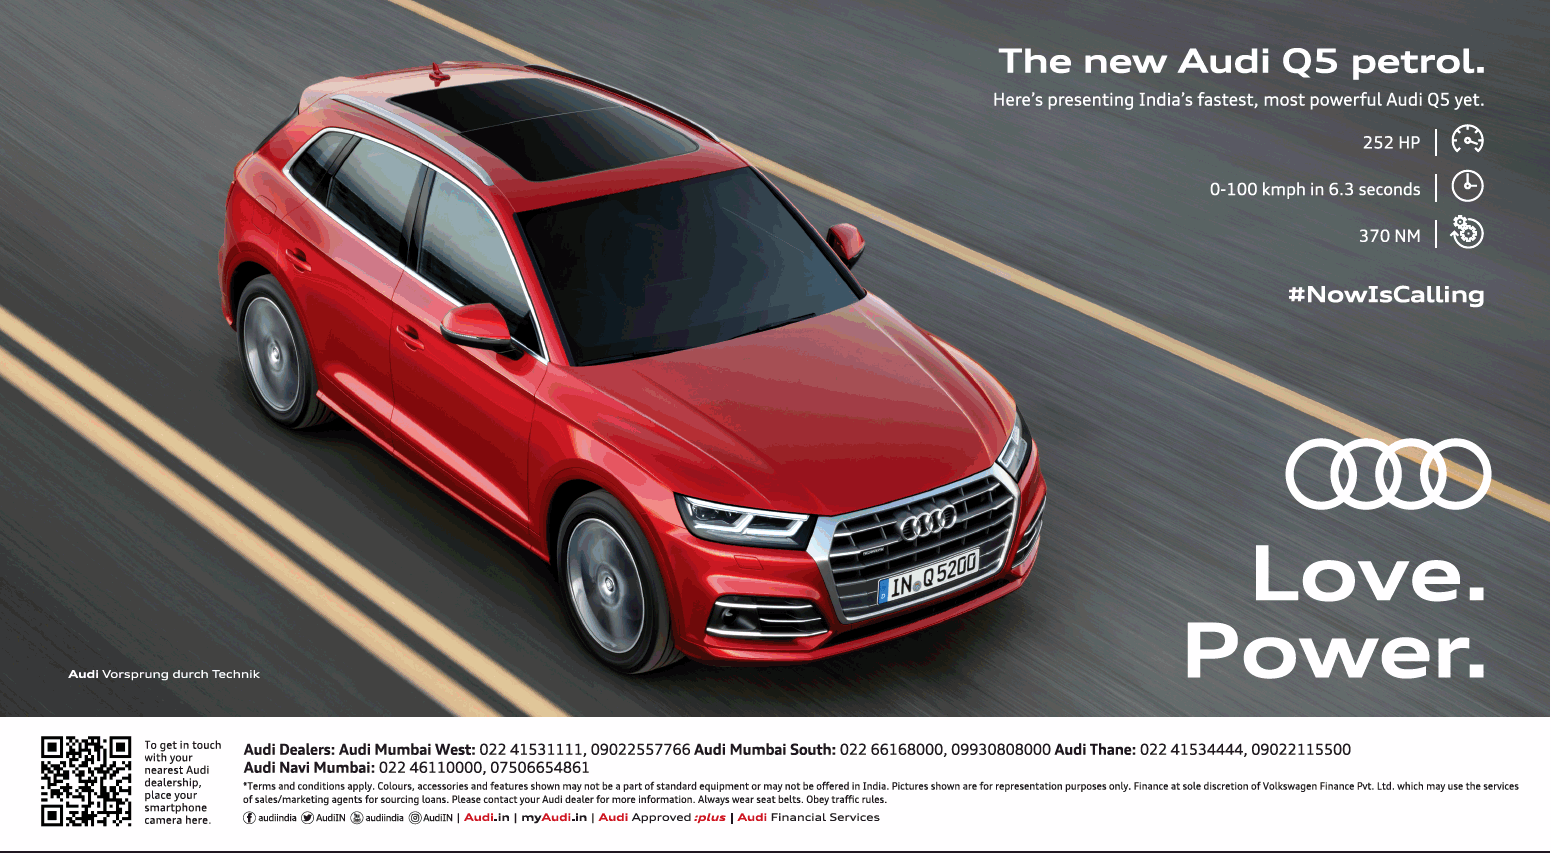 The new Audi Q5 petrol.
Here's presenting India's fastest, most powerful Audi Q5 yet.
252 HP
0-100 kmph in 6.3 seconds
370 NM
#NowIsCalling
IN Q 5200
Love.
Power.
Audi Vorsprung durch Technik
To get in touch
with your
nearest Audi
dealership,
place your
smartphone
camera here.
Audi Dealers: Audi Mumbai West: 022 41531111, 09022557766 Audi Mumbai South: 022 66168000, 09930808000 Audi Thane: 022 41534444, 09022115500
Audi Navi Mumbai: 022 46110000, 07506654861
*Terms and conditions apply. Colours, accessories and features shown may not be a part of standard equipment or may not be offered in India. Pictures shown are for representation purposes only. Finance at sole discretion of Volkswagen Finance Pvt. Ltd. which may use the services
of sales/marketing agents for sourcing loans. Please contact your Audi dealer for more information. Always wear seat belts. Obey traffic rules.
audiindia AudiIN audiindia AudiIN | Audi.in | myAudi.in | Audi Approved :plus | Audi Financial Services